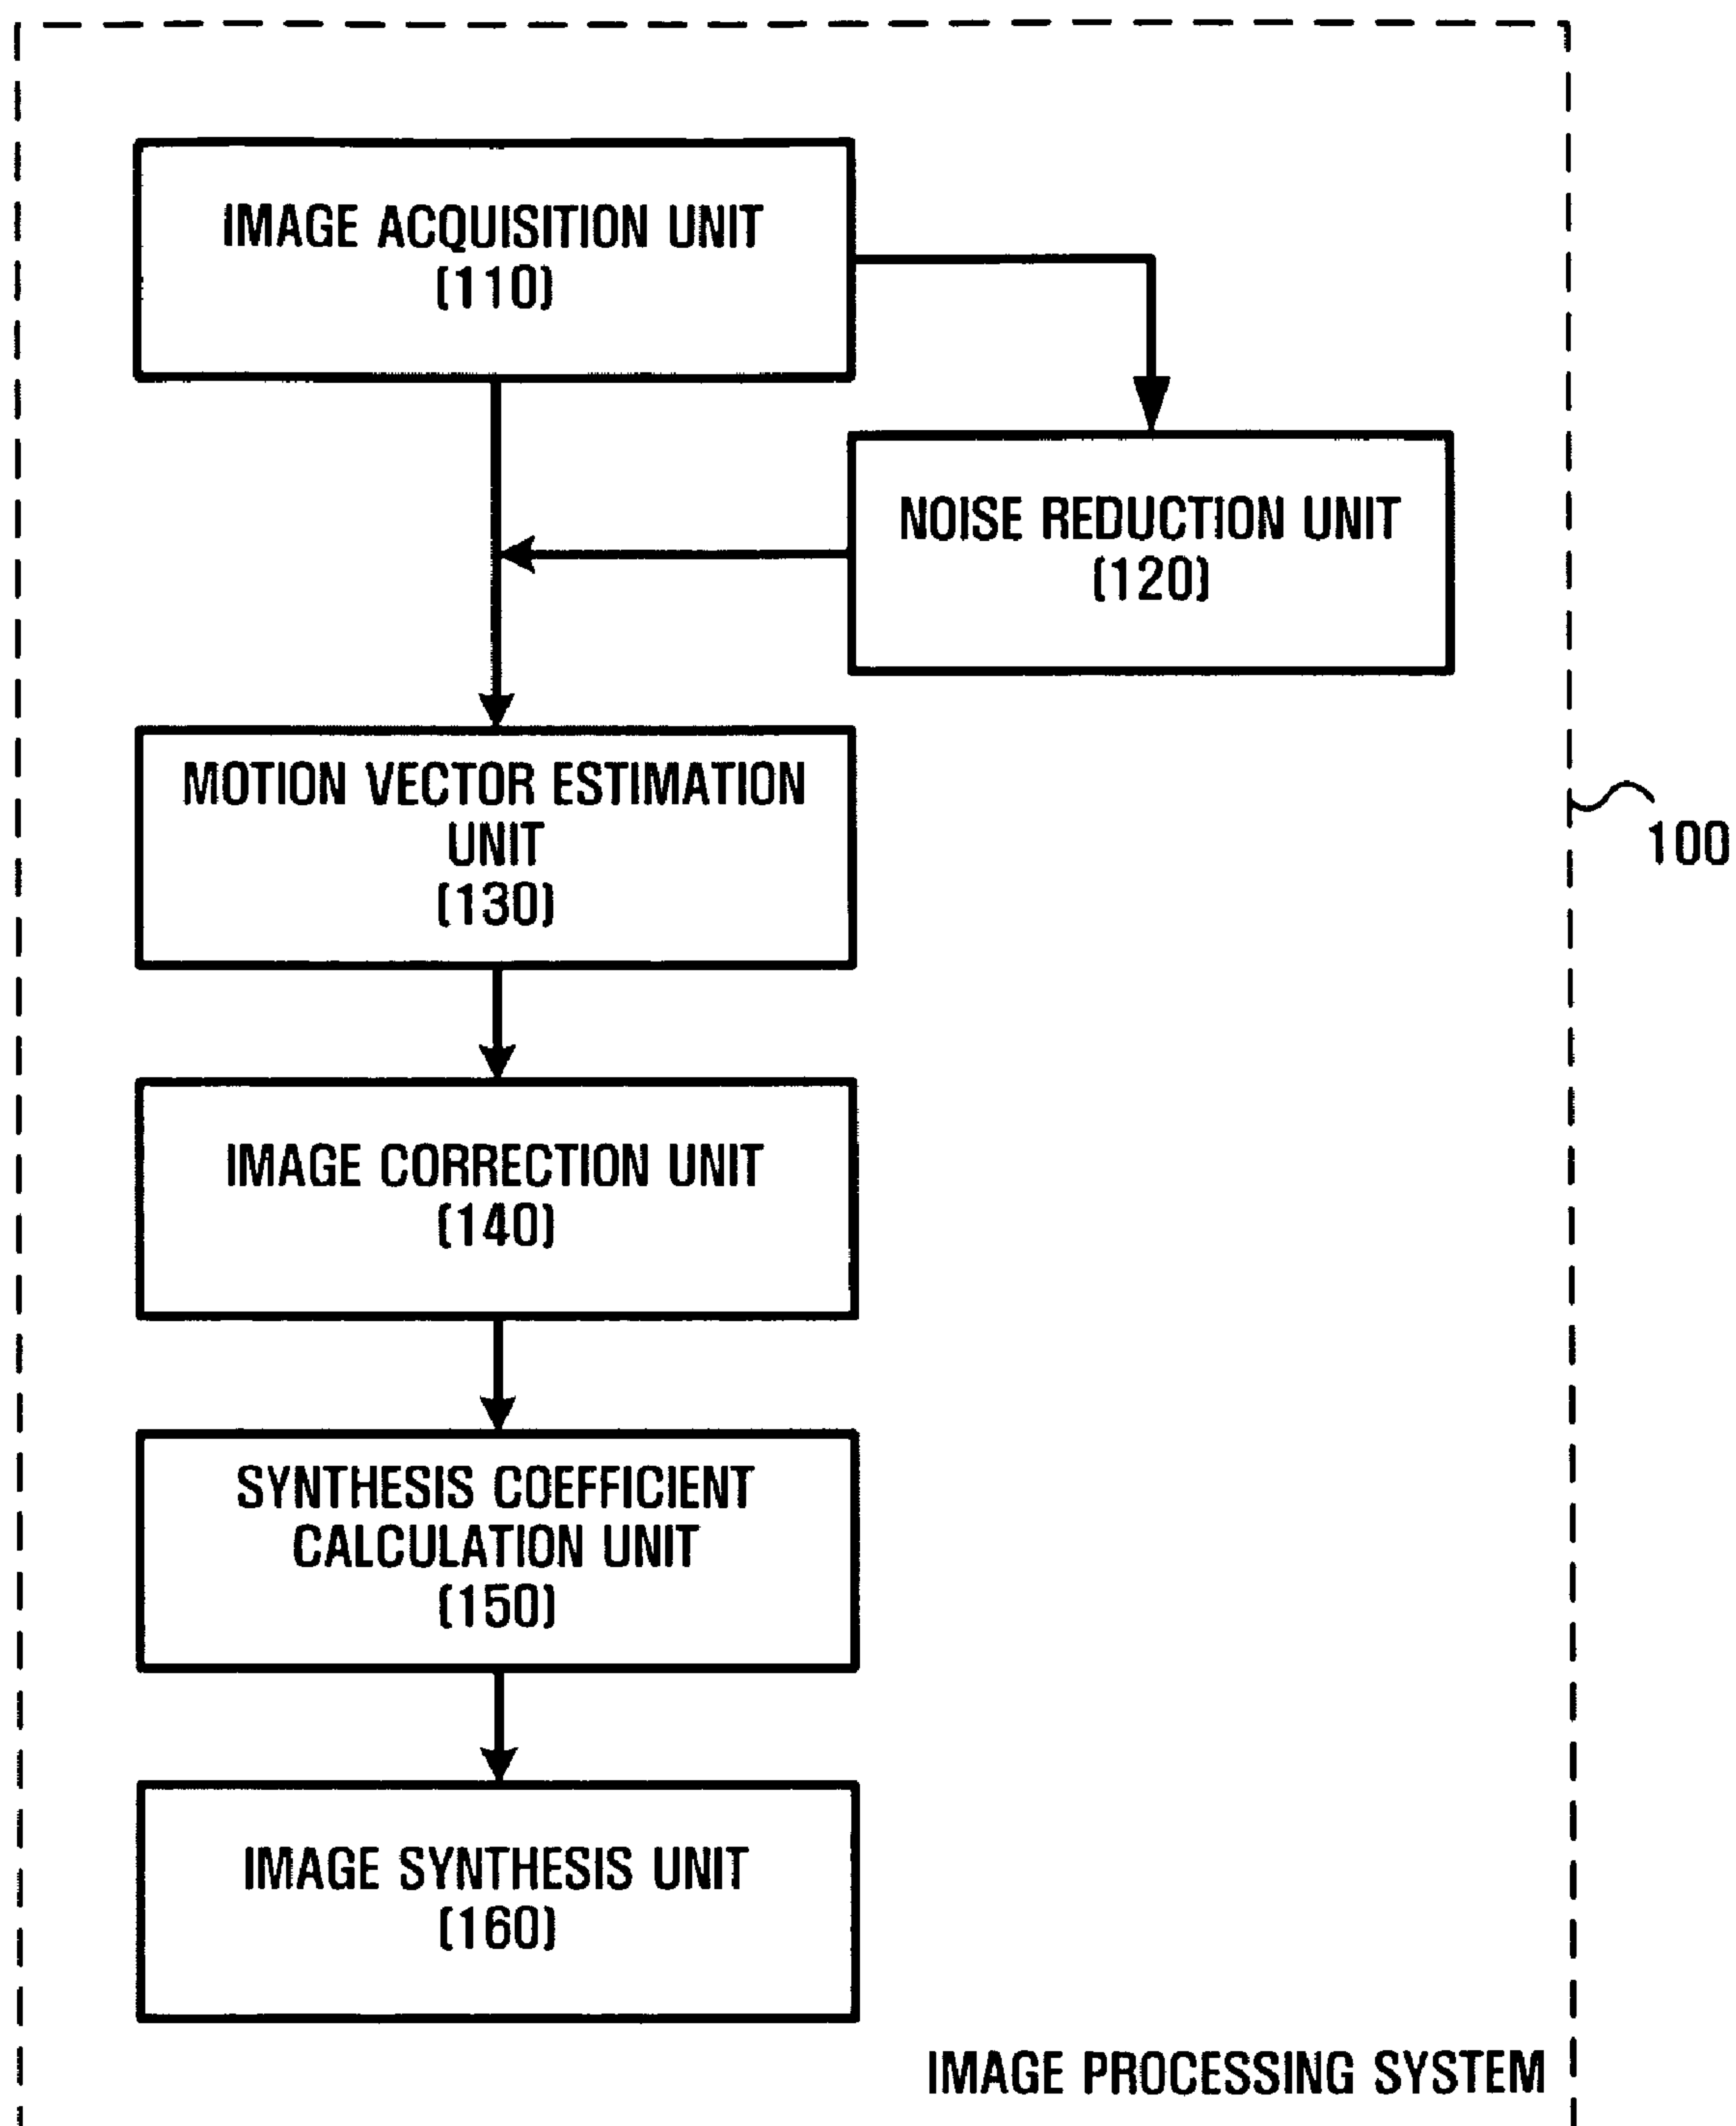 IMAGE ACQUISITION UNIT
(110)
NOISE REDUCTION UNIT
(120)
MOTION VECTOR ESTIMATION
UNIT
(130)
100
IMAGE CORRECTION UNIT
(140)
SYNTHESIS COEFFICIENT
CALCULATION UNIT
(150)
IMAGE SYNTHESIS UNIT
(160)
IMAGE PROCESSING SYSTEM